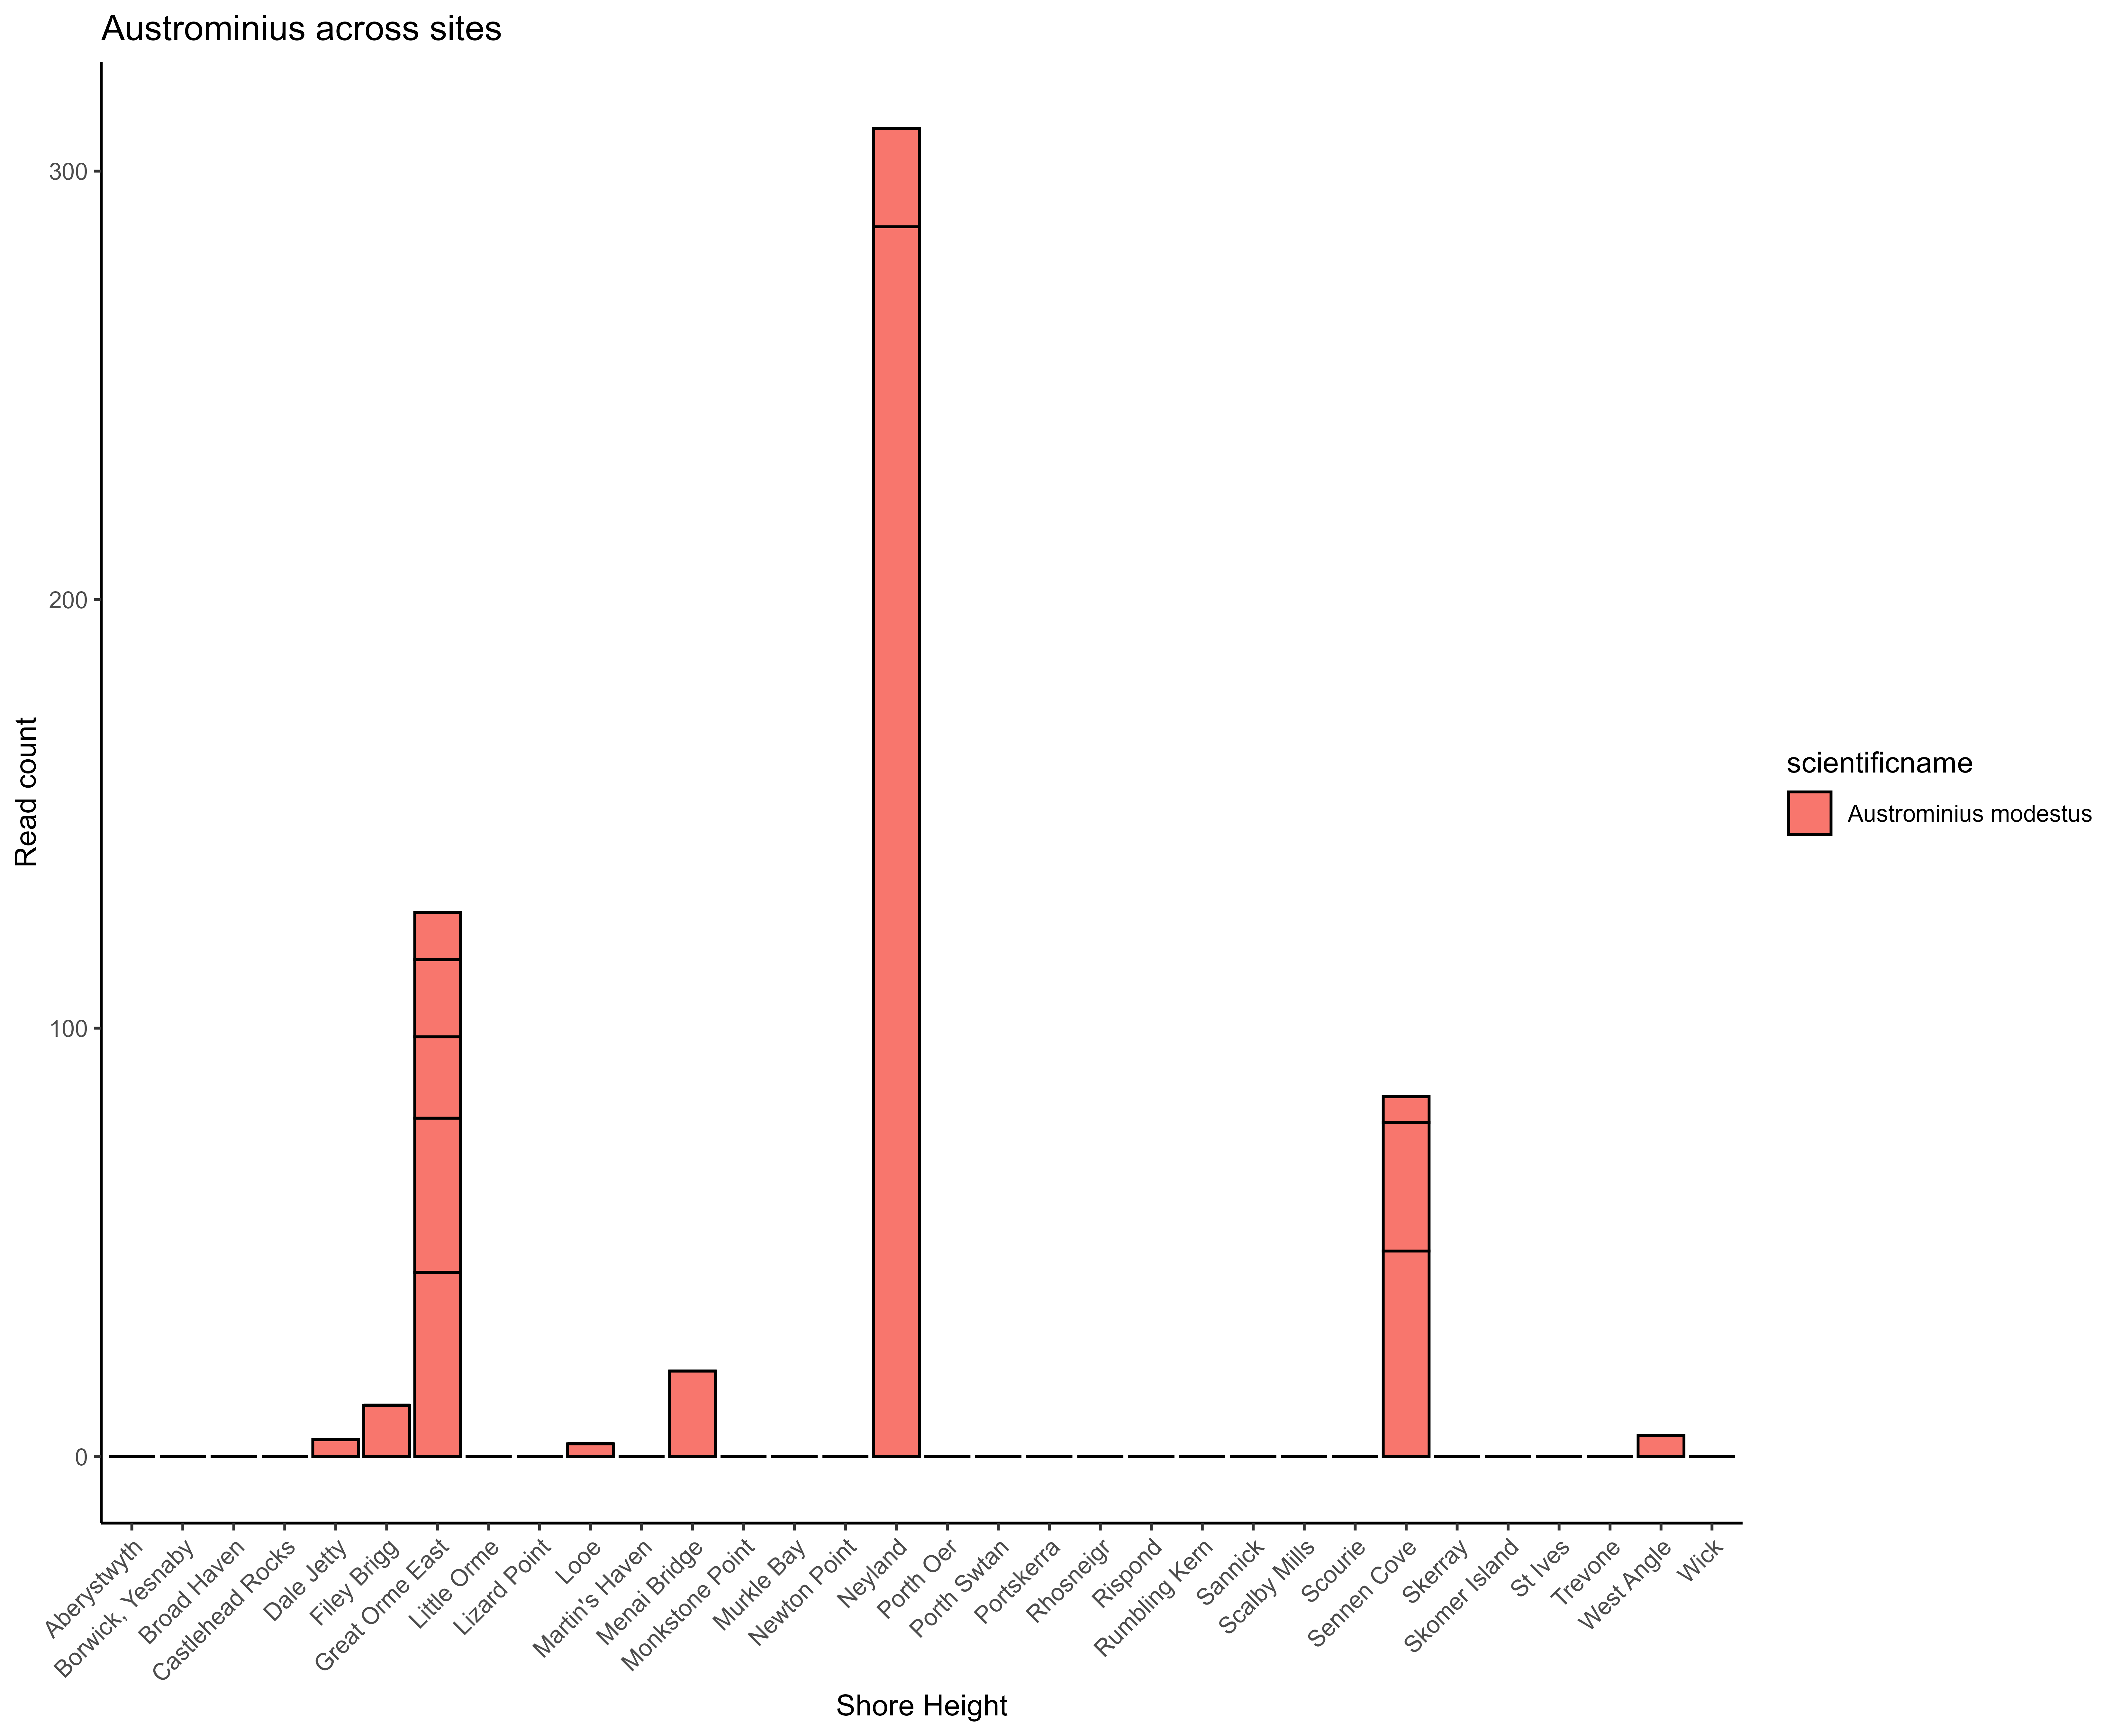 Austrominius across sites
300
200
100
0
Read count
Aberystwyth
Borwick, Yesnaby
Broad Haven
Castlehead Rocks
Dale Jetty
Filey Brigg
Great Orme East
Little Orme
Lizard Point
Looe
Martin's Haven
Menai Bridge
Monkstone Point
Murkle Bay
Newton Point
Neyland
Porth Oer
Porth Swtan
Portskerra
Rhosneigr
Rispond
Rumbling Kern
Sannick
Scalby Mills
Scourie
Sennen Cove
Skerray
Skomer Island
St Ives
Trevone
West Angle
Wick
Shore Height
scientificname
Austrominius modestus